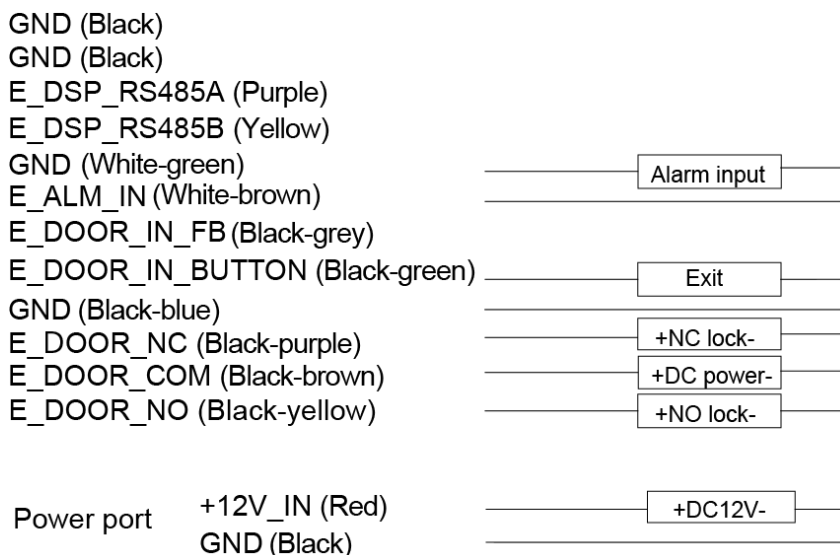 GND (Black)
GND (Black)
E_DSP_RS485A (Purple)
E_DSP_RS485B (Yellow)
GND (White-green)
Alarm input
E_ALM_IN (White-brown)
E_DOOR_IN_FB (Black-grey)
E_DOOR_IN_BUTTON (Black-green)
Exit
GND (Black-blue)
E_DOOR_NC (Black-purple)
+NC lock-
E_DOOR_COM (Black-brown)
+DC power-
E_DOOR_NO (Black-yellow)
+NO lock-
Power port
+12V_IN (Red)
+DC12V-
GND (Black)